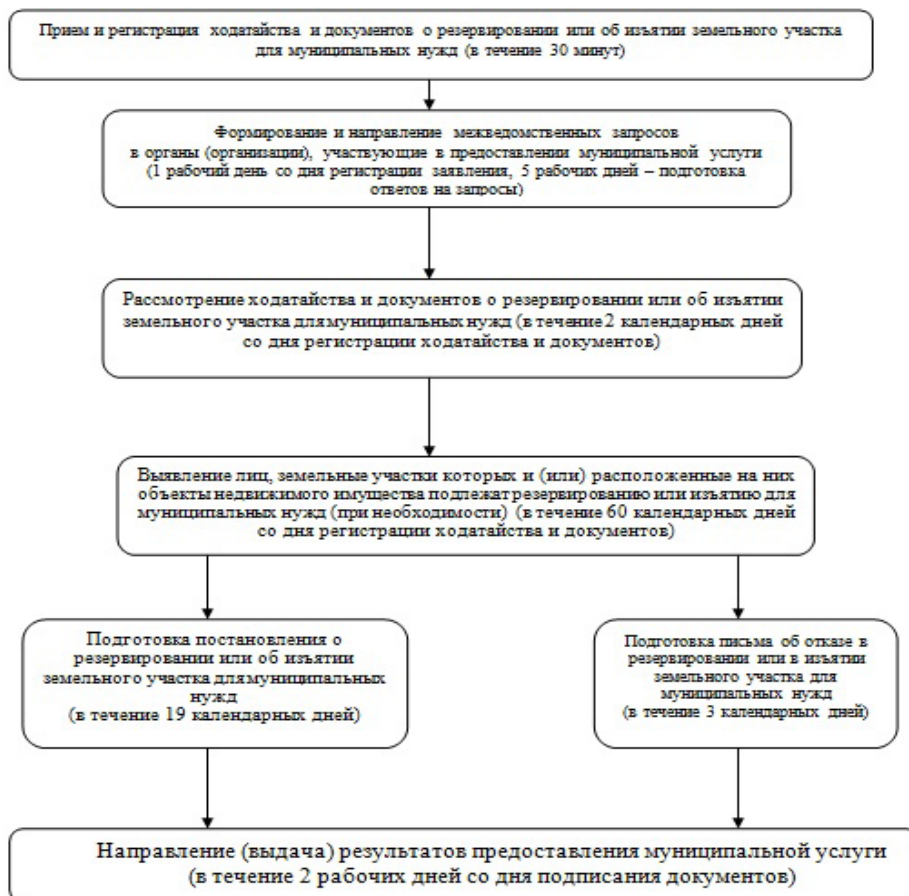 Прием и регистрация ходатайства и документов о резервировании или об изъятии земельного участка
для муниципальных нужд (в течение 30 минут)
Формирование и направление межведомственных запросов
в органы (организации), участвующие в предоставлении муниципальной услуги
(1 рабочий день со дня регистрации заявления, 5 рабочих дней – подготовка
ответов на запросы)
Рассмотрение ходатайства и документов о резервировании или об изъятии
земельного участка для муниципальных нужд (в течение 2 календарных дней
со дня регистрации ходатайства и документов)
Выявление лиц, земельные участки которых и (или) расположенные на них
объекты недвижимого имущества подлежат резервированию или изъятию для
муниципальных нужд (при необходимости) (в течение 60 календарных дней
со дня регистрации ходатайства и документов)
Подготовка постановления о
резервировании или об изъятии
земельного участка для муниципальных
нужд
(в течение 19 календарных дней)
Подготовка письма об отказе в
резервировании или в изъятии
земельного участка для
муниципальных нужд
(в течение 3 календарных дней)
Направление (выдача) результатов предоставления муниципальной услуги
(в течение 2 рабочих дней со дня подписания документов)